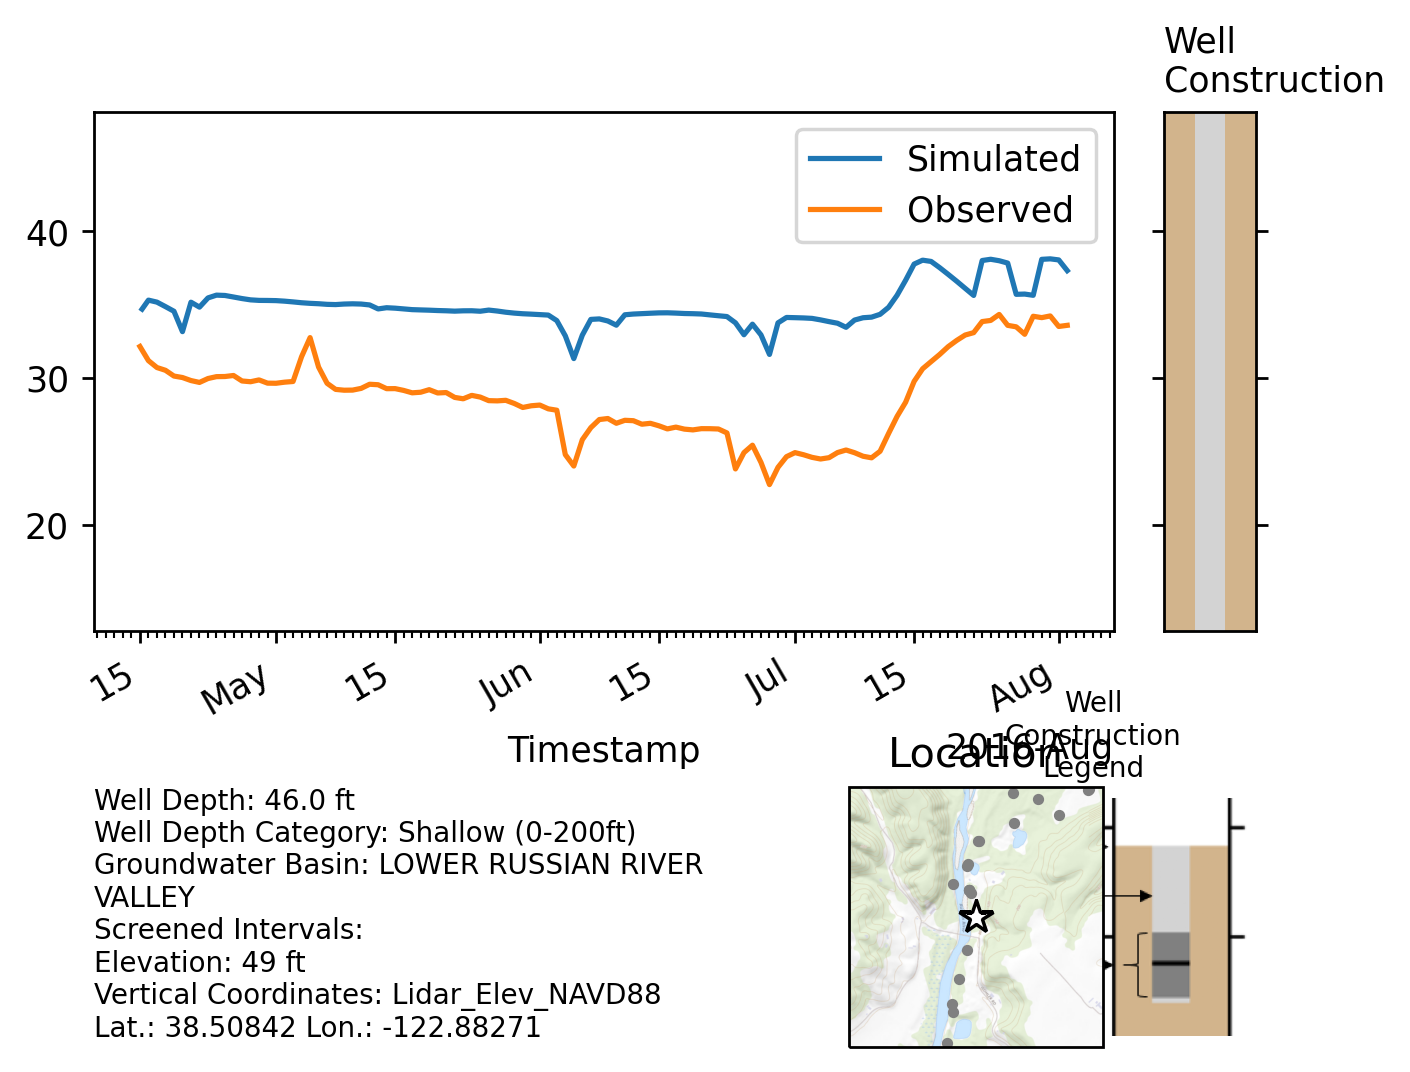 Well
Construction
Simulated
Observed
40
30
20
15
May
15
Jun
15
Jul
15
Aug
Timestamp
2016-Aug
Location
Well
Construction
Legend
Well Depth: 46.0 ft
Well Depth Category: Shallow (0-200ft)
Groundwater Basin: LOWER RUSSIAN RIVER
VALLEY
Screened Intervals:
Elevation: 49 ft
Vertical Coordinates: Lidar_Elev_NAVD88
Lat.: 38.50842 Lon.: -122.88271